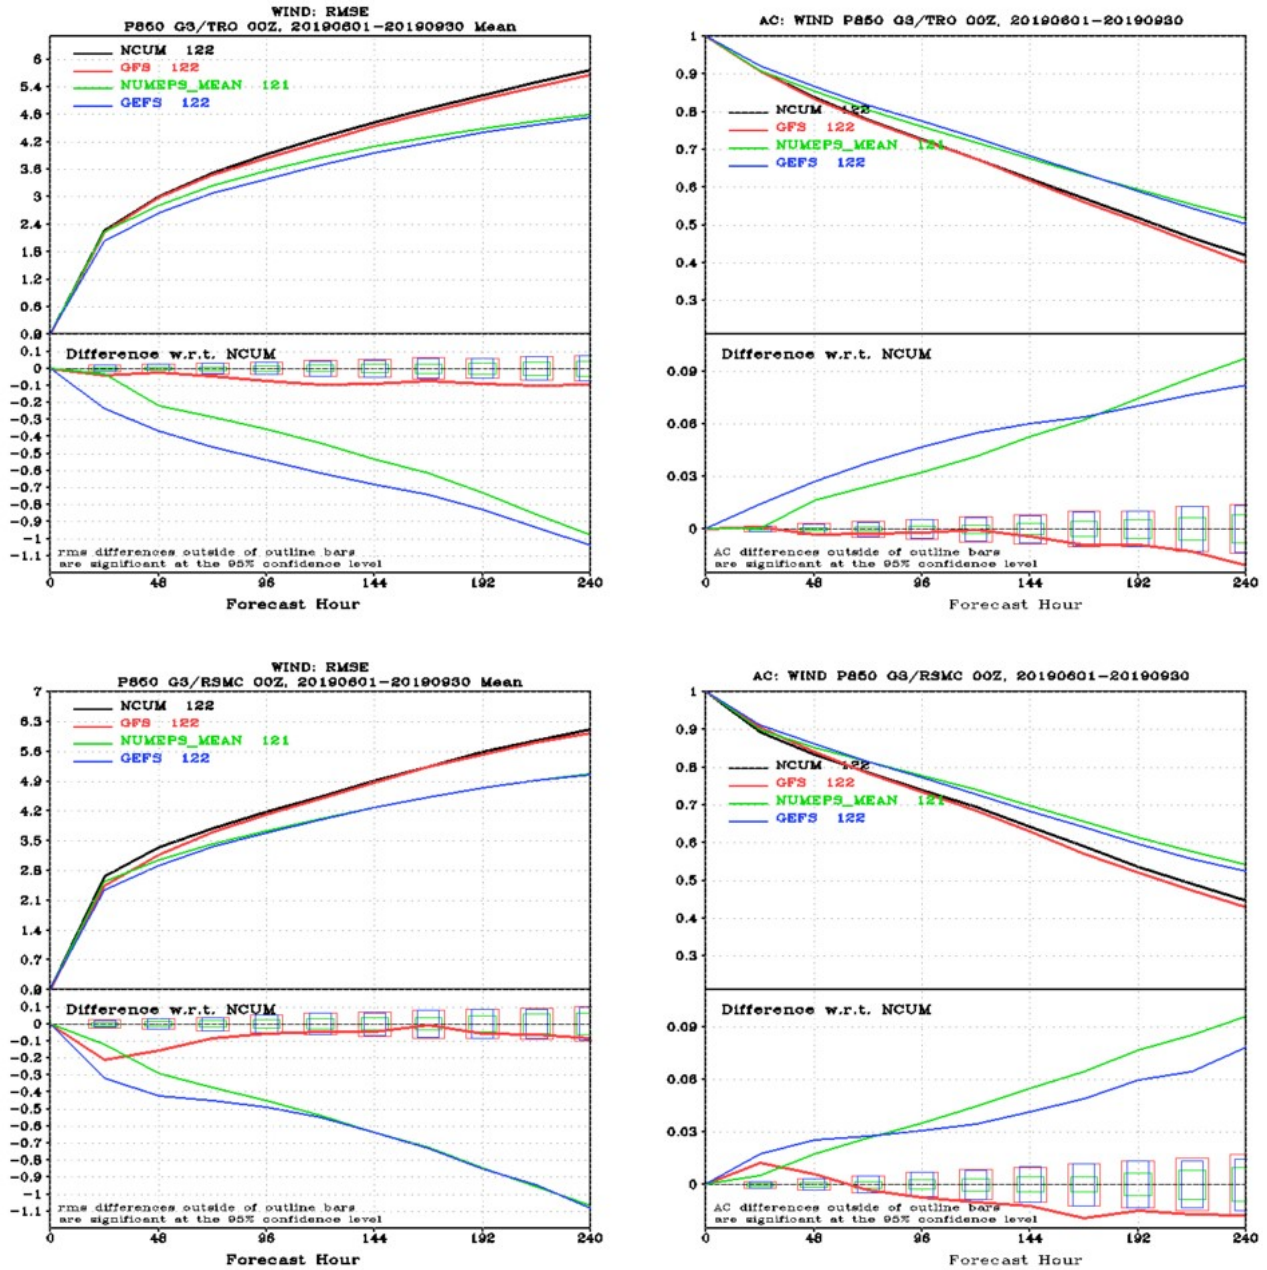 WIND: RMSE
P850 G3/TRO 00Z, 20190601-20190930 Mean
6
5.4
4.8
4.2
3.6
3
2.4
1.8
1.2
0.6
0.0
NCUM 122
GFS 122
NUMEPS_MEAN 121
GEFS 122
0.1
0
-0.1
-0.2
-0.3
-0.4
-0.5
-0.6
-0.7
-0.8
-0.9
-1
-1.1
Difference w.r.t. NCUM
rms differences outside of outline bars
are significant at the 95% confidence level
0 48 96 144 192 240
Forecast Hour
AC: WIND P850 G3/TRO 00Z, 20190601-20190930
1
0.9
0.8
0.7
0.6
0.5
0.4
0.3
NCUM 122
GFS 122
NUMEPS_MEAN 121
GEFS 122
Difference w.r.t. NCUM
0.09
0.06
0.03
0
AC differences outside of outline bars
are significant at the 95% confidence level
0 48 96 144 192 240
Forecast Hour
WIND: RMSE
P850 G3/RSMC 00Z, 20190601-20190930 Mean
7
6.3
5.6
4.9
4.2
3.5
2.8
2.1
1.4
0.7
0
NCUM 122
GFS 122
NUMEPS_MEAN 121
GEFS 122
0.1
0
-0.1
-0.2
-0.3
-0.4
-0.5
-0.6
-0.7
-0.8
-0.9
-1
-1.1
Difference w.r.t. NCUM
rms differences outside of outline bars
are significant at the 95% confidence level
0 48 96 144 192 240
Forecast Hour
AC: WIND P850 G3/RSMC 00Z, 20190601-20190930
1
0.9
0.8
0.7
0.6
0.5
0.4
0.3
NCUM 122
GFS 122
NUMEPS_MEAN 121
GEFS 122
Difference w.r.t. NCUM
0.09
0.06
0.03
0
AC differences outside of outline bars
are significant at the 95% confidence level
0 48 96 144 192 240
Forecast Hour